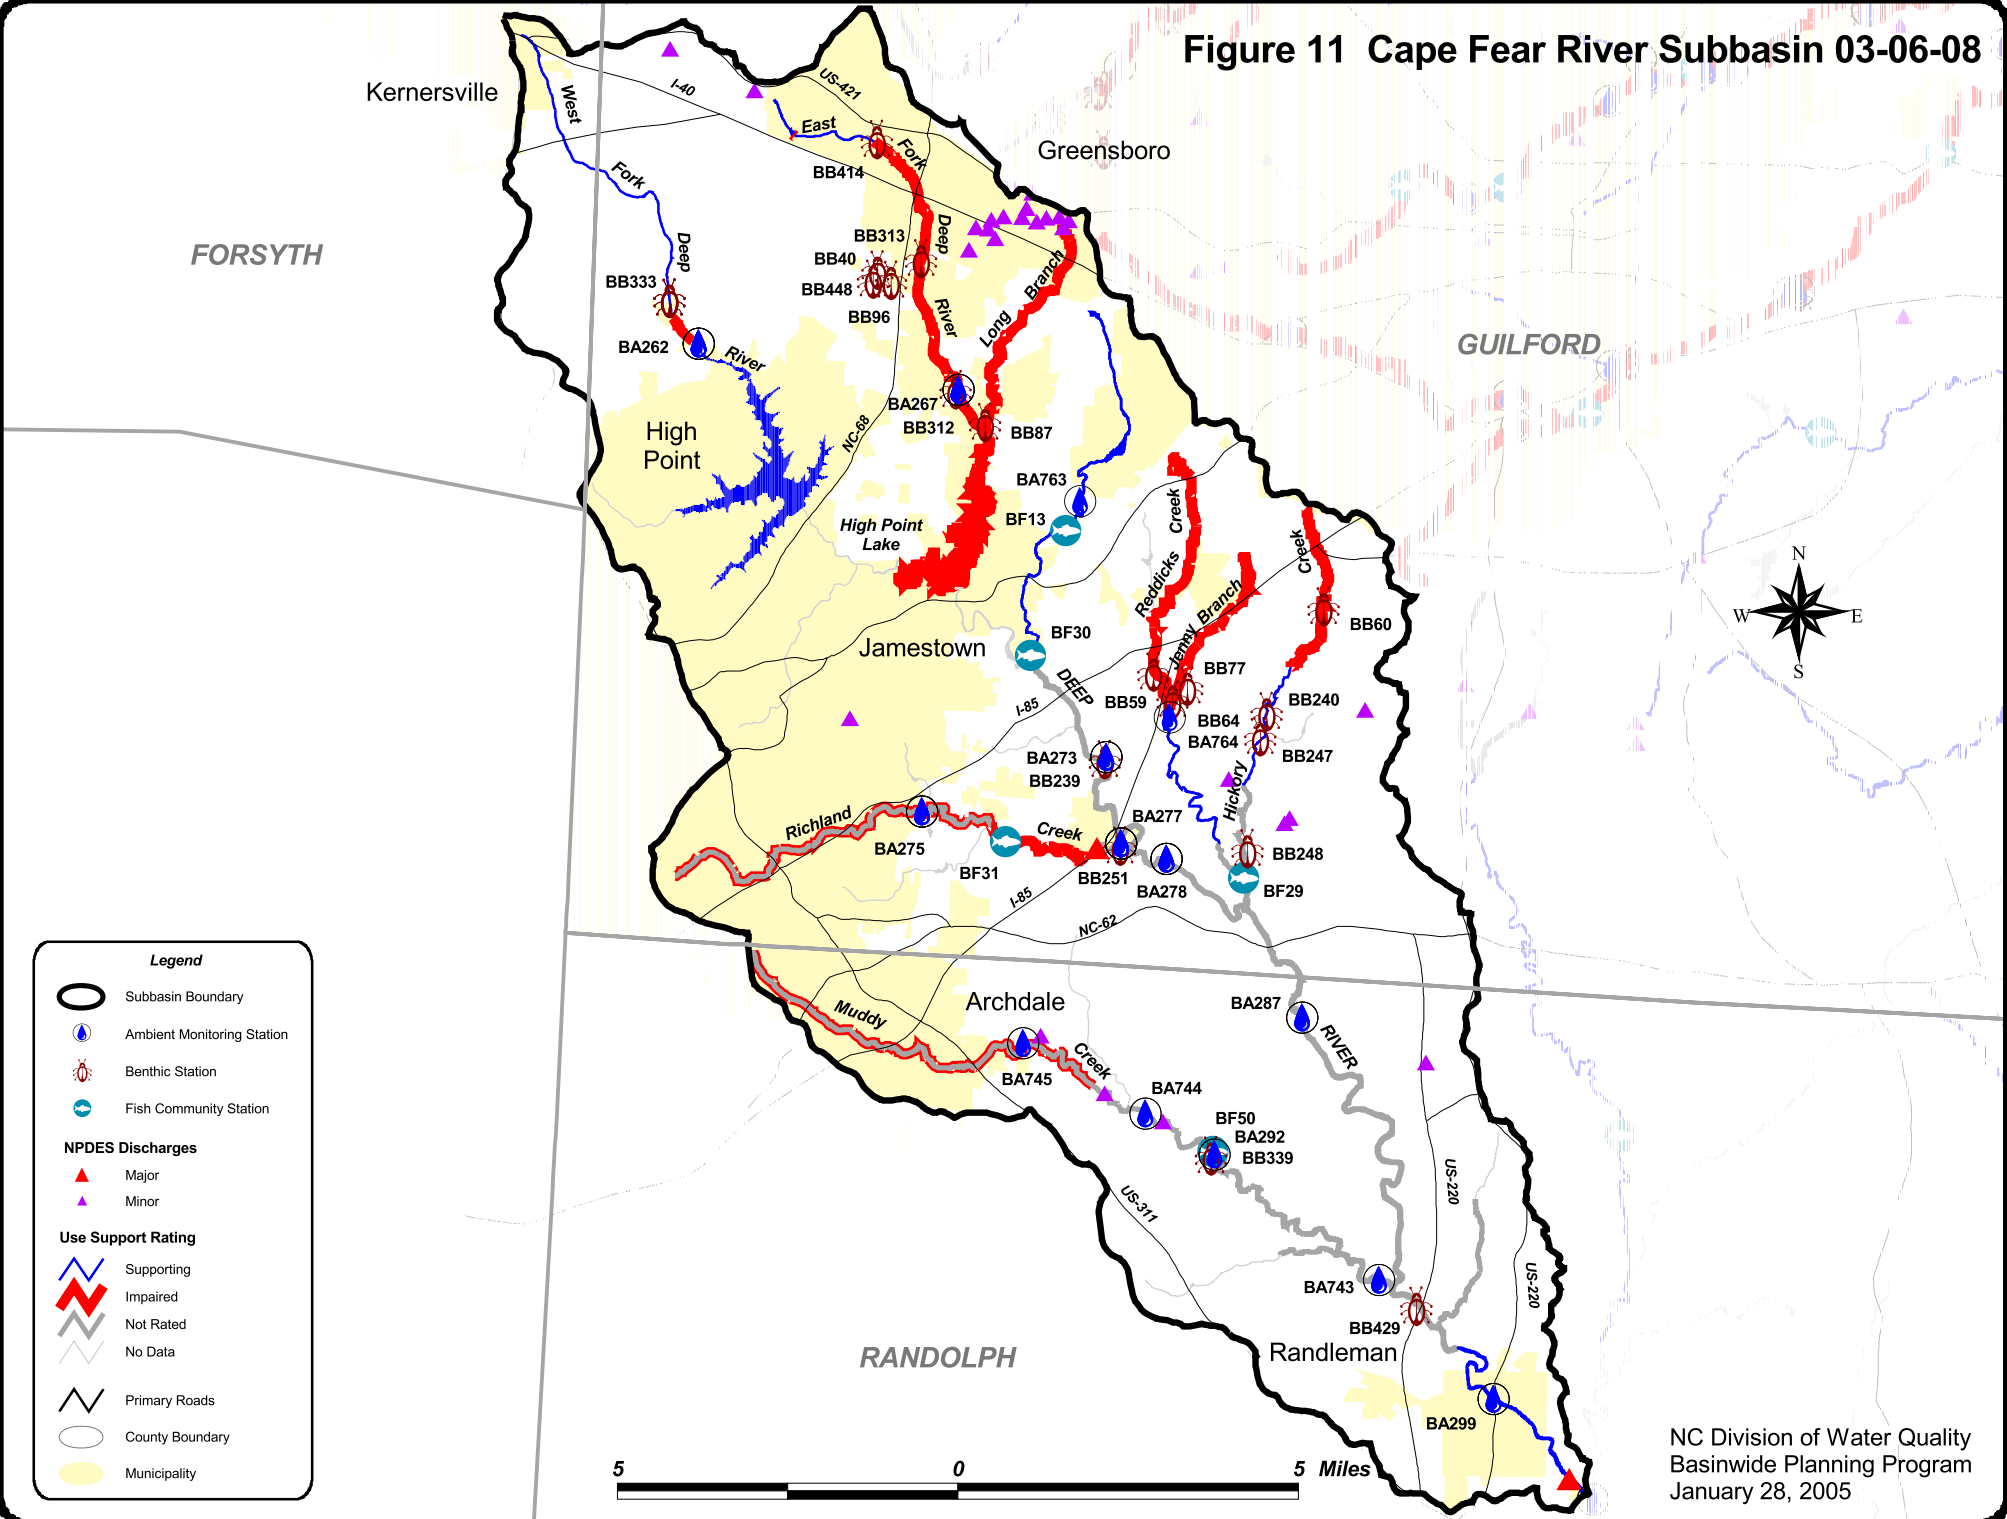 Figure 11 Cape Fear River Subbasin 03-06-08
Kernersville
West
I-40
US-421
East
Fork
Greensboro
BB414
Fork
FORSYTH
Deep
BB313
Deep
BB40
BB333
BB448
Branch
BB96
River
Long
BA262
River
GUILFORD
High
Point
NC-68
BA267
BB312
BB87
BA763
BF13
Creek
High Point
Lake
Creek
Reddicks
Branch
BB60
BF30
Jamestown
Jenny
BB77
DEEP
BB59
BB240
I-85
BB64
BA764
BB247
BA273
BB239
Hickory
Richland
Creek
BA277
BA275
BB248
BF31
BB251
BA278
BF29
I-85
NC-62
Archdale
BA287
Muddy
RIVER
Creek
BA745
BA744
BF50
BA292
BB339
US-220
US-311
US-220
BA743
BB429
Randleman
RANDOLPH
BA299
N
W
E
S
Legend
Subbasin Boundary
Ambient Monitoring Station
Benthic Station
Fish Community Station
NPDES Discharges
Major
Minor
Use Support Rating
Supporting
Impaired
Not Rated
No Data
Primary Roads
County Boundary
Municipality
5 0 5 Miles
NC Division of Water Quality
Basinwide Planning Program
January 28, 2005